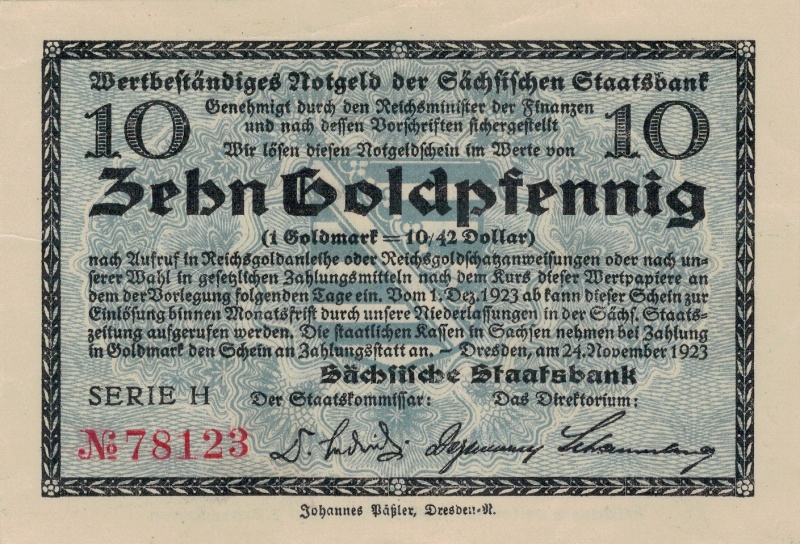 Wertbeständiges Notgeld der Sächsischen Staatsbank
10 Genehmigt durch den Reichsminister der Finanzen 10
und nach dessen Vorschriften sichergestellt
Wir lösen diesen Notgeldschein im Werte von
Zehn Goldpfennig
(1 Goldmark = 10/42 Dollar)
nach Aufruf in Reichsgoldanleihe oder Reichsgoldschatzanweisungen oder nach un-
serer Wahl in gesetzlichen Zahlungsmitteln nach dem Kurs dieser Wertpapiere an
dem der Vorlegung folgenden Tage ein. Vom 1. Dez. 1923 ab kann dieser Schein zur
Einlösung binnen Monatsfrist durch unsere Niederlassungen in der Sächs. Staats-
zeitung aufgerufen werden. Die staatlichen Kassen in Sachsen nehmen bei Zahlung
in Goldmark den Schein an Zahlungsstatt an. – Dresden, am 24. November 1923
Sächsische Staatsbank
SERIE H Der Staatskommissar: Das Direktorium:
№ 78123
Johannes Päßler, Dresden-N.